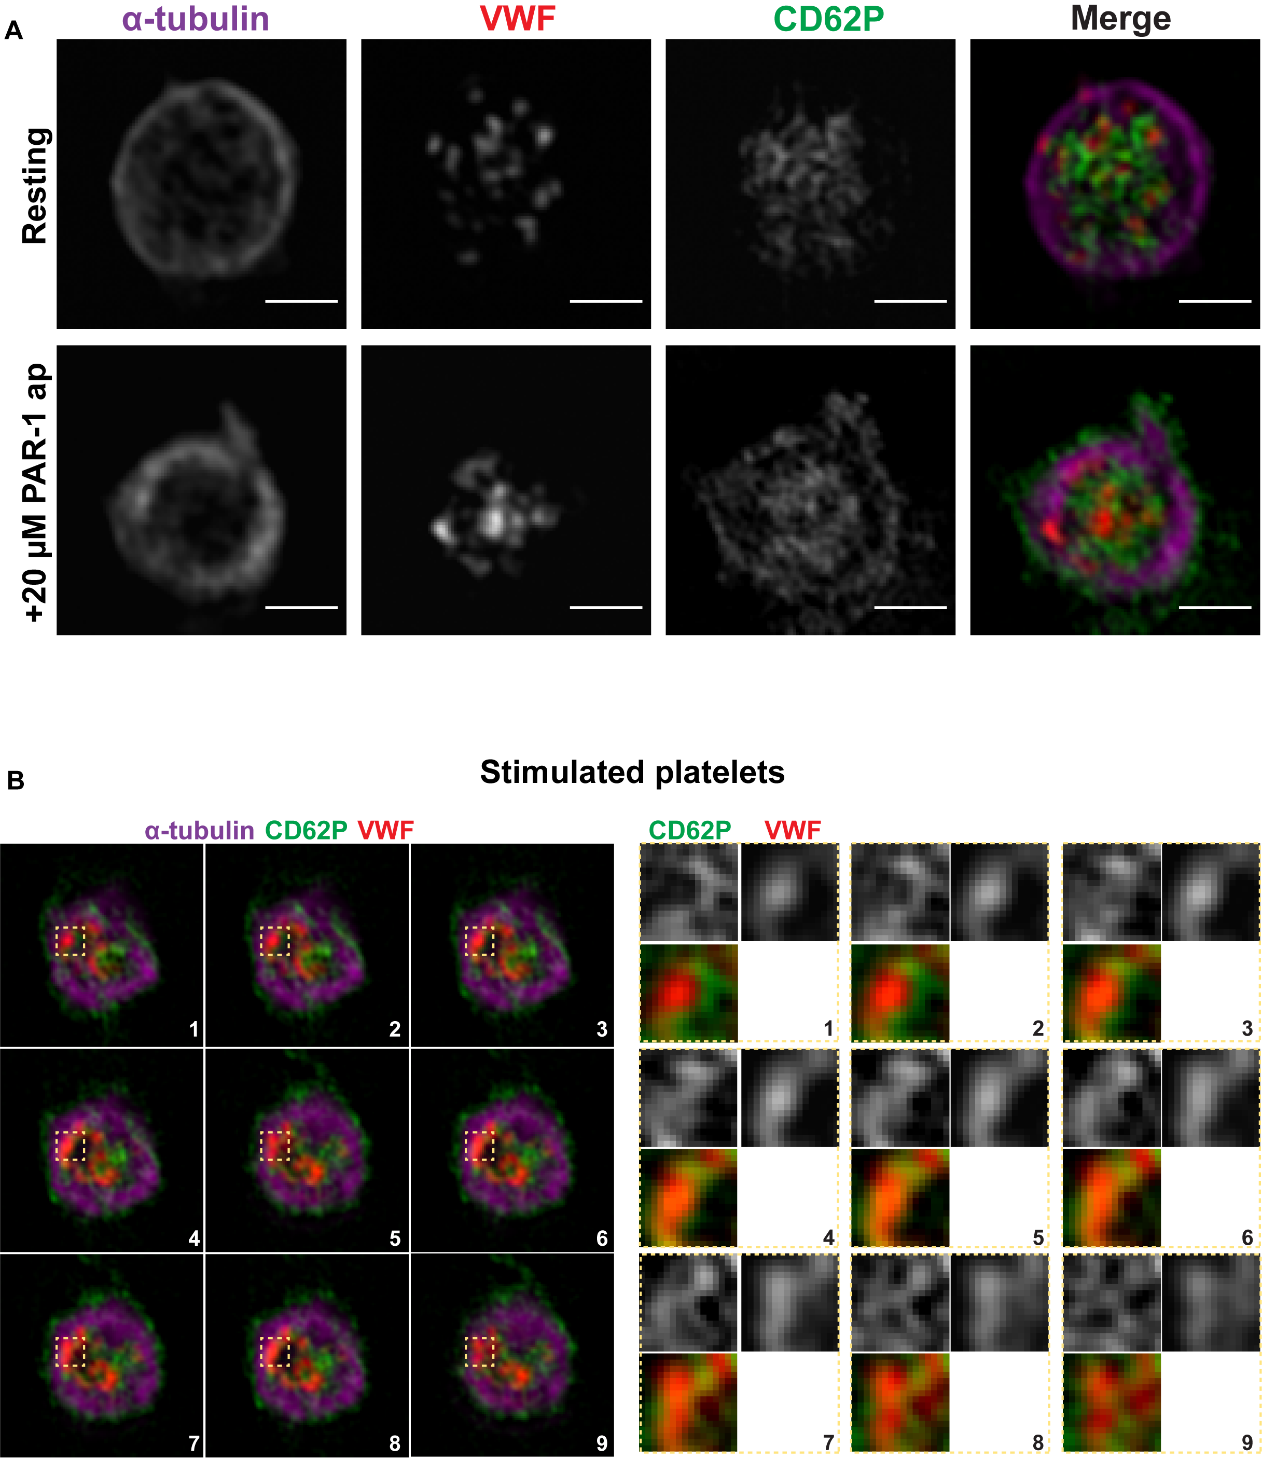 A
α-tubulin VWF CD62P Merge
Resting
+20 µM PAR-1 ap
B
Stimulated platelets
α-tubulin CD62P VWF
CD62P VWF
1 2 3
1 2 3
4 5 6
4 5 6
7 8 9
7 8 9